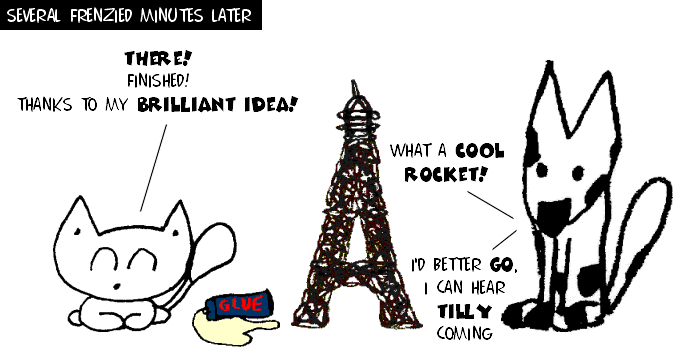 SEVERAL FRENZIED MINUTES LATER
THERE!
FINISHED!
THANKS TO MY BRILLIANT IDEA!
WHAT A COOL
ROCKET!
I'D BETTER GO,
I CAN HEAR
TILLY
COMING
GLUE